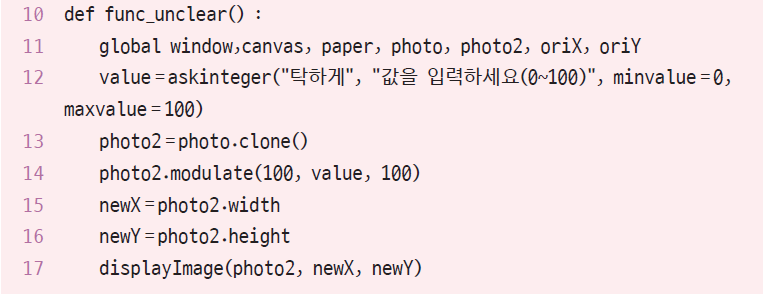 10 def func_unclear() :
11 global window,canvas, paper, photo, photo2, oriX, oriY
12 value=askinteger("탁하게", "값을 입력하세요(0~100)", minvalue=0,
maxvalue=100)
13 photo2=photo.clone()
14 photo2.modulate(100, value, 100)
15 newX=photo2.width
16 newY=photo2.height
17 displayImage(photo2, newX, newY)